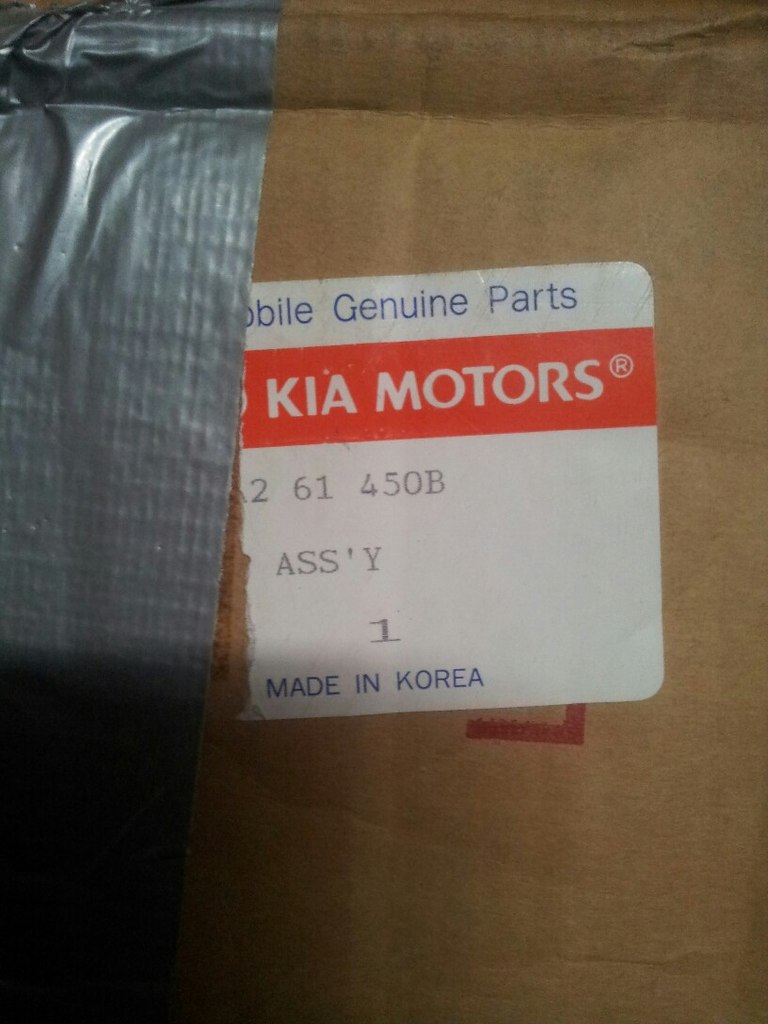 obile Genuine Parts
KIA MOTORS®
2 61 450B
ASS'Y
1
MADE IN KOREA